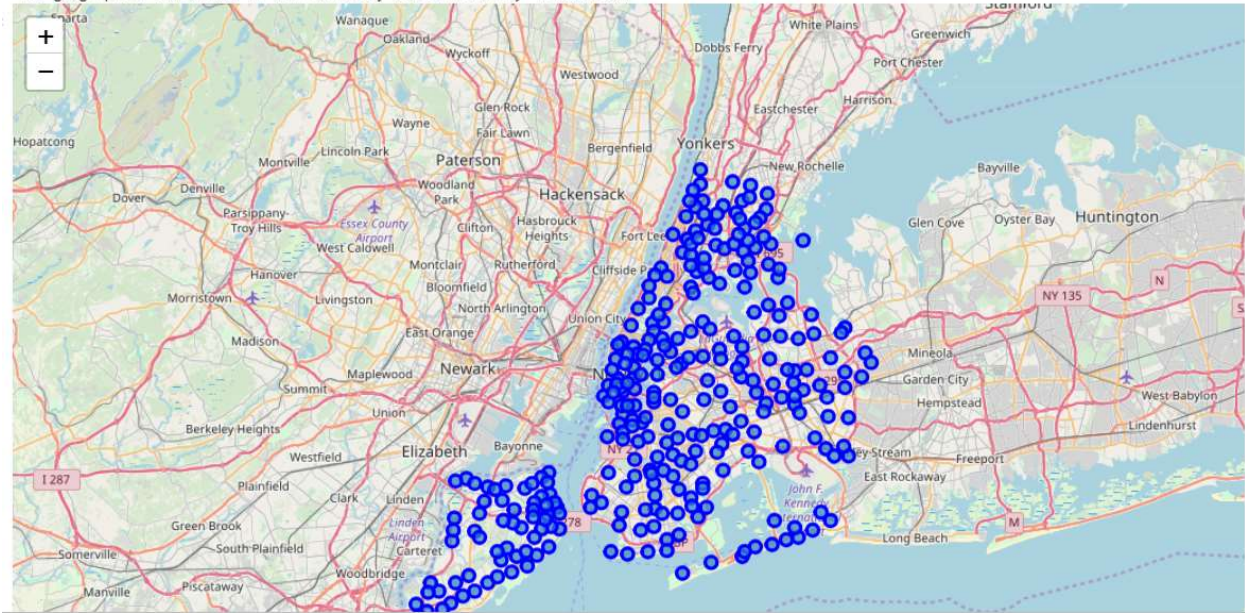 +
−
Sparta
Wanaque
Oakland
Wyckoff
Westwood
Dobbs Ferry
White Plains
Greenwich
Port Chester
Hopatcong
Glen Rock
Wayne
Fair Lawn
Eastchester
Harrison
Bergenfield
Yonkers
Lincoln Park
Montville
Paterson
New Rochelle
Bayville
Denville
Dover
Woodland
Park
Hackensack
Parsippany-
Troy Hills
Essex County
Airport
Clifton
Hasbrouck
Heights
Fort Lee
Glen Cove
Oyster Bay
Huntington
West Caldwell
Hanover
Montclair
Rutherford
Cliffside
Bloomfield
N
Morristown
Livingston
North Arlington
NY 135
Union City
East Orange
Madison
Mineola
Newark
Maplewood
Garden City
Summit
Hempstead
West Babylon
Union
Berkeley Heights
Lindenhurst
Bayonne
Elizabeth
Westfield
Freeport
I 287
Plainfield
East Rockaway
Clark
Linden
John F.
Linden
Airport
278
M
Green Brook
South Plainfield
Carteret
Long Beach
Somerville
Woodbridge
Piscataway
Manville